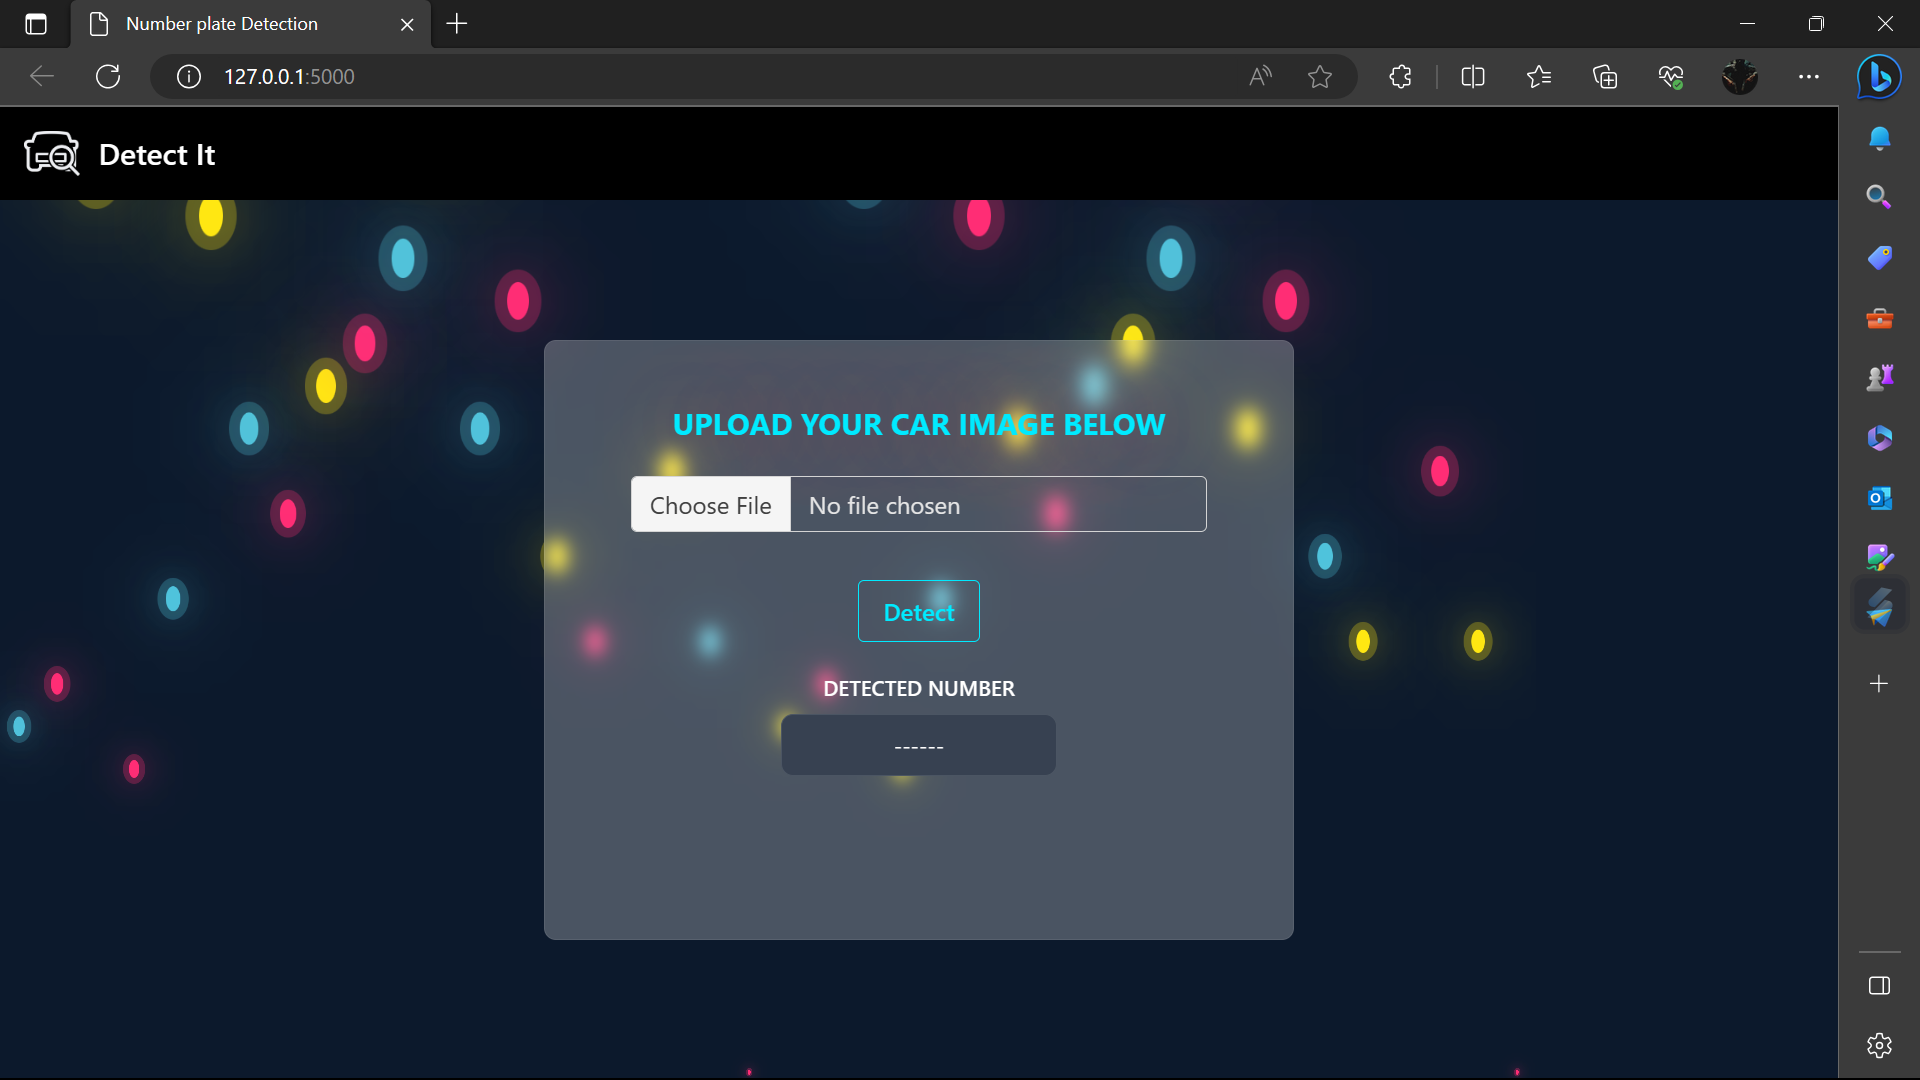 Number plate Detection
127.0.0.1:5000
Detect It
UPLOAD YOUR CAR IMAGE BELOW
Choose File No file chosen
Detect
DETECTED NUMBER
------